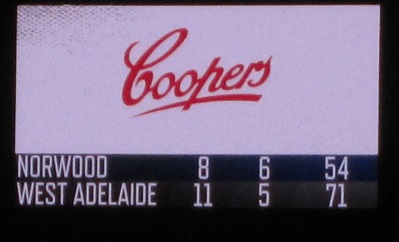 Coopers
NORWOOD 8 6 54
WEST ADELAIDE 11 5 71